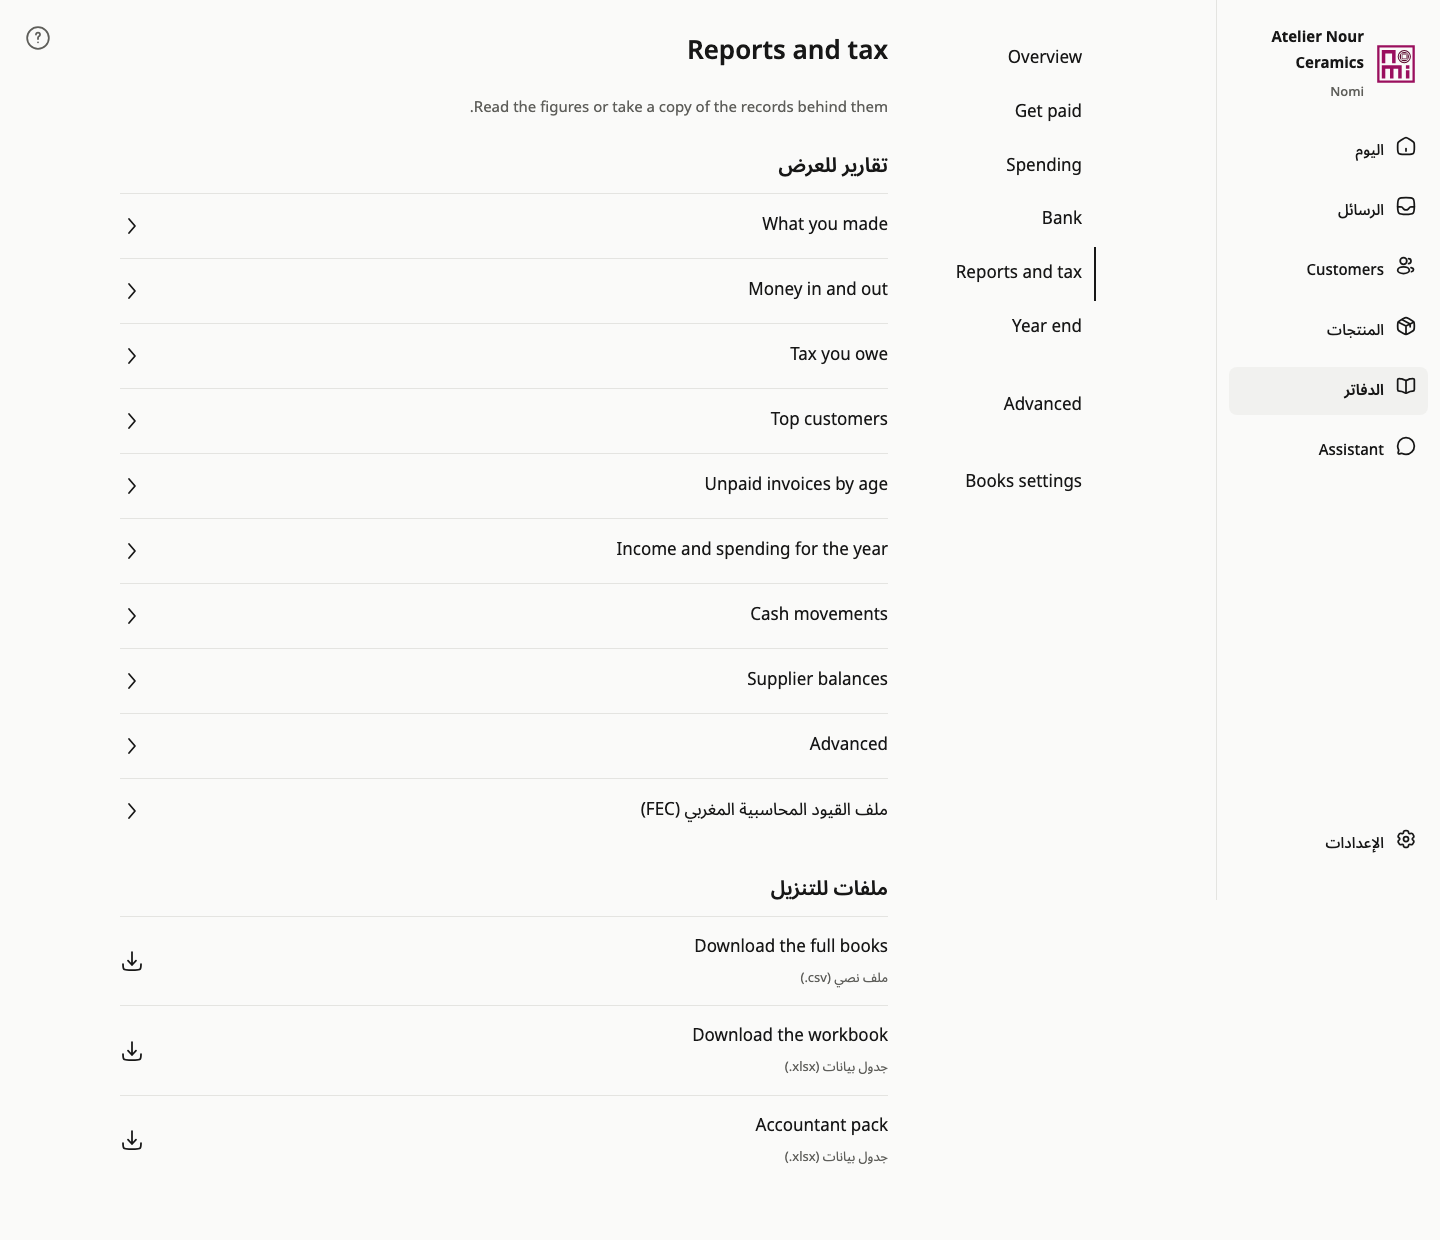 Atelier Nour
Ceramics
Nomi
اليوم
الرسائل
Customers
المنتجات
الدفاتر
Assistant
الإعدادات
Overview
Get paid
Spending
Bank
Reports and tax
Year end
Advanced
Books settings
Reports and tax
Read the figures or take a copy of the records behind them.
تقارير للعرض
What you made
Money in and out
Tax you owe
Top customers
Unpaid invoices by age
Income and spending for the year
Cash movements
Supplier balances
Advanced
ملف القيود المحاسبية المغربي (FEC)
ملفات للتنزيل
Download the full books
ملف نصي (.csv)
Download the workbook
جدول بيانات (.xlsx)
Accountant pack
جدول بيانات (.xlsx)